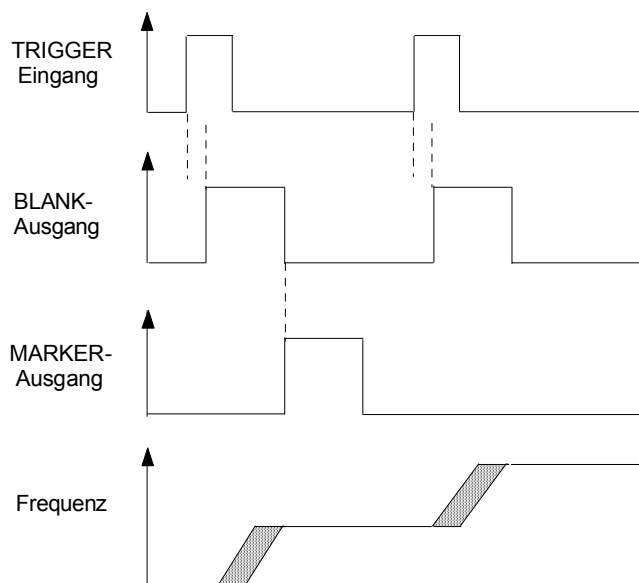 TRIGGER
Eingang
BLANK-
Ausgang
MARKER-
Ausgang
Frequenz